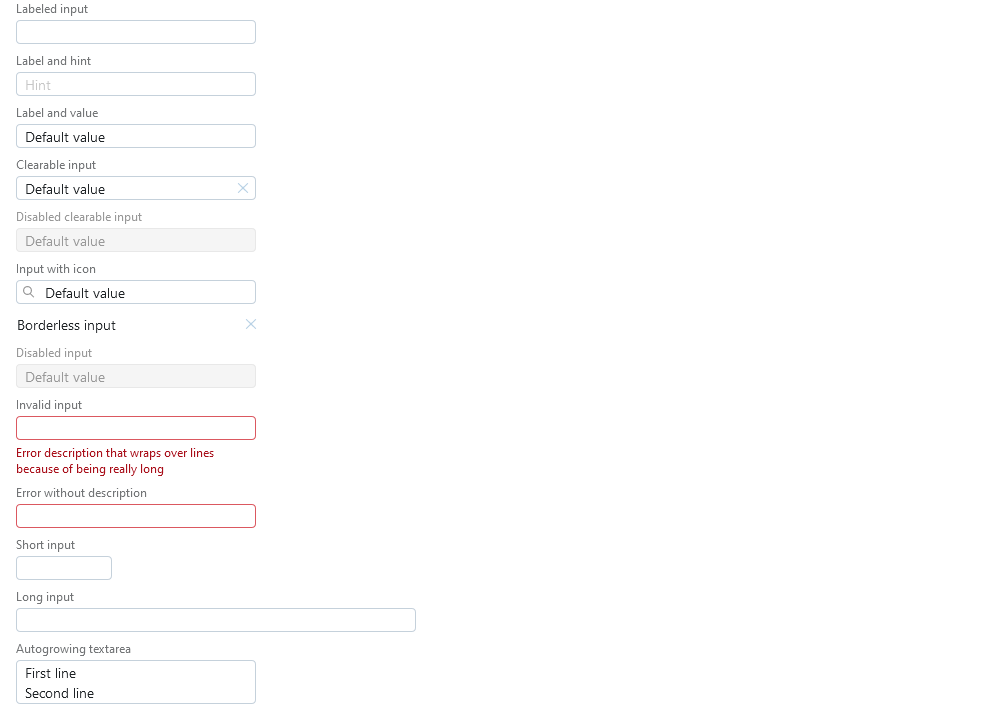 Labeled input
Label and hint
Hint
Label and value
Default value
Clearable input
Default value
Disabled clearable input
Default value
Input with icon
Default value
Borderless input
Disabled input
Default value
Invalid input
Error description that wraps over lines
because of being really long
Error without description
Short input
Long input
Autogrowing textarea
First line
Second line